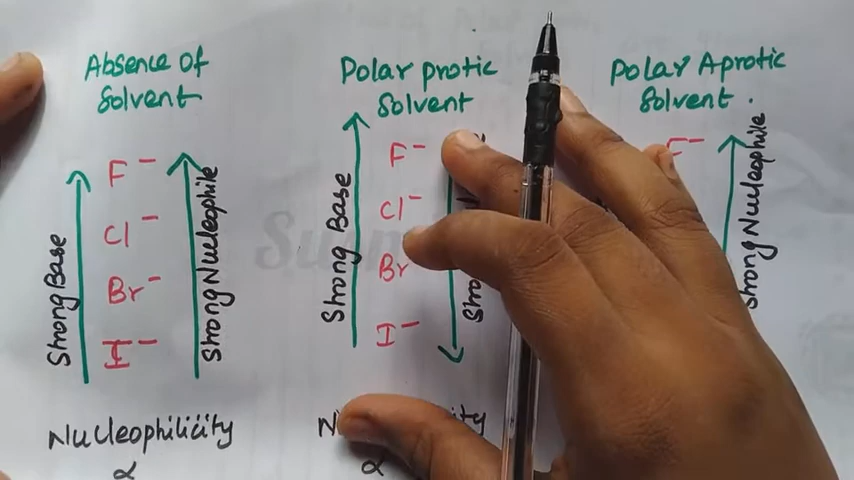 Absence of
Solvent
F⁻
Cl⁻
Br⁻
I⁻
Strong Base
Strong Nucleophile
Nucleophilicity
α
Polar protic
Solvent
F⁻
Cl⁻
Br
I⁻
Strong Base
α
Polar Aprotic
Solvent.
F⁻
Strong Nucleophile